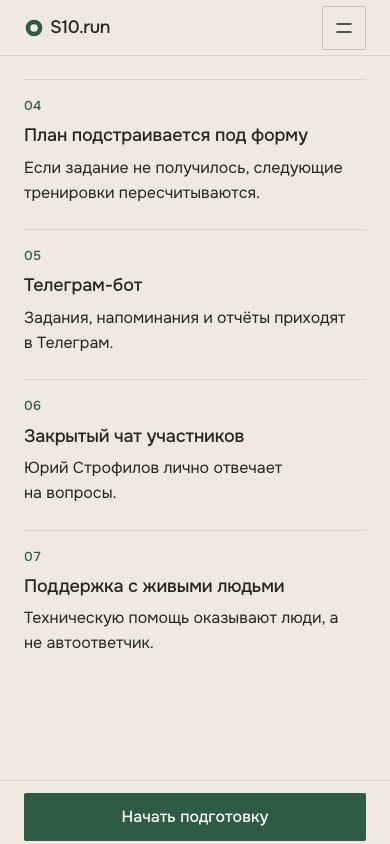 S10.run
04
План подстраивается под форму
Если задание не получилось, следующие
тренировки пересчитываются.
05
Телеграм-бот
Задания, напоминания и отчёты приходят
в Телеграм.
06
Закрытый чат участников
Юрий Строфилов лично отвечает
на вопросы.
07
Поддержка с живыми людьми
Техническую помощь оказывают люди, а
не автоответчик.
Начать подготовку